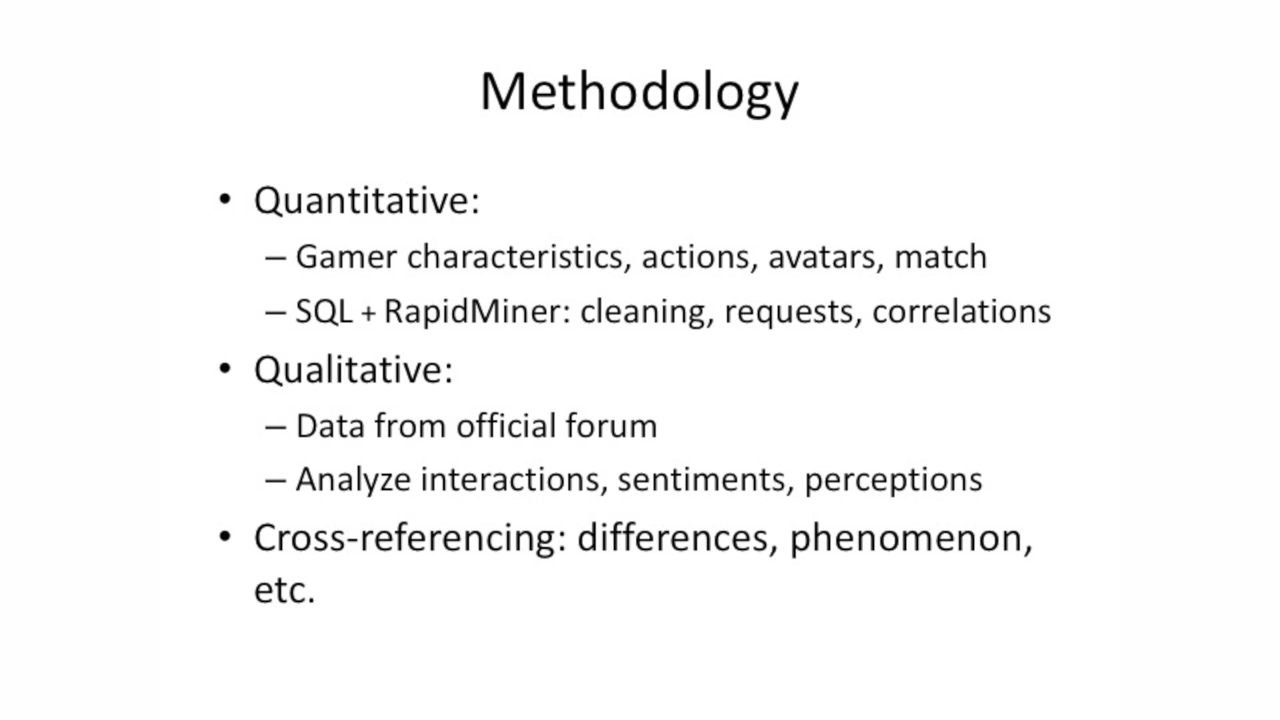 Methodology
• Quantitative:
– Gamer characteristics, actions, avatars, match
– SQL + RapidMiner: cleaning, requests, correlations
• Qualitative:
– Data from official forum
– Analyze interactions, sentiments, perceptions
• Cross-referencing: differences, phenomenon,
etc.